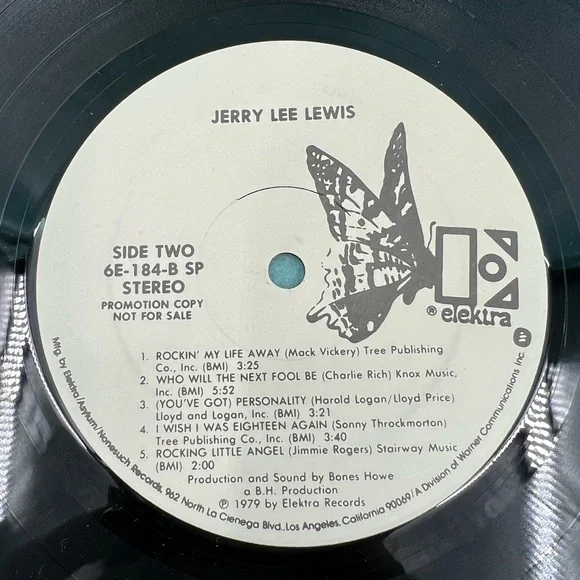 JERRY LEE LEWIS
SIDE TWO
6E-184-B SP
STEREO
PROMOTION COPY
NOT FOR SALE
® elektra
1. ROCKIN' MY LIFE AWAY (Mack Vickery) Tree Publishing
Co., Inc. (BMI) 3:25
2. WHO WILL THE NEXT FOOL BE (Charlie Rich) Knox Music,
Inc. (BMI) 5:52
3. (YOU'VE GOT) PERSONALITY (Harold Logan/Lloyd Price)
Lloyd and Logan, Inc. (BMI) 3:21
4. I WISH I WAS EIGHTEEN AGAIN (Sonny Throckmorton)
Tree Publishing Co., Inc. (BMI) 3:40
5. ROCKING LITTLE ANGEL (Jimmie Rogers) Stairway Music
(BMI) 2:00
Production and Sound by Bones Howe
a B.H. Production
℗ 1979 by Elektra Records
Mfg. by Elektra/Asylum/Nonesuch Records, 962 North La Cienega Blvd., Los Angeles, California 90069/A Division of Warner Communications Inc.